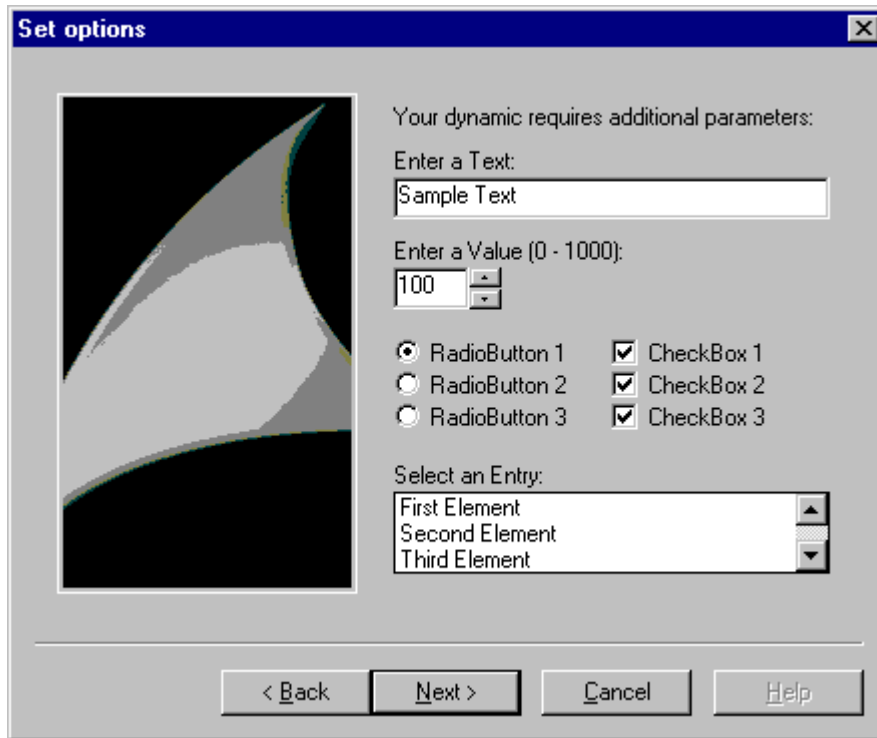 Set options
Your dynamic requires additional parameters:
Enter a Text:
Sample Text
Enter a Value (0 - 1000):
100
RadioButton 1 CheckBox 1
RadioButton 2 CheckBox 2
RadioButton 3 CheckBox 3
Select an Entry:
First Element
Second Element
Third Element
< Back Next > Cancel Help